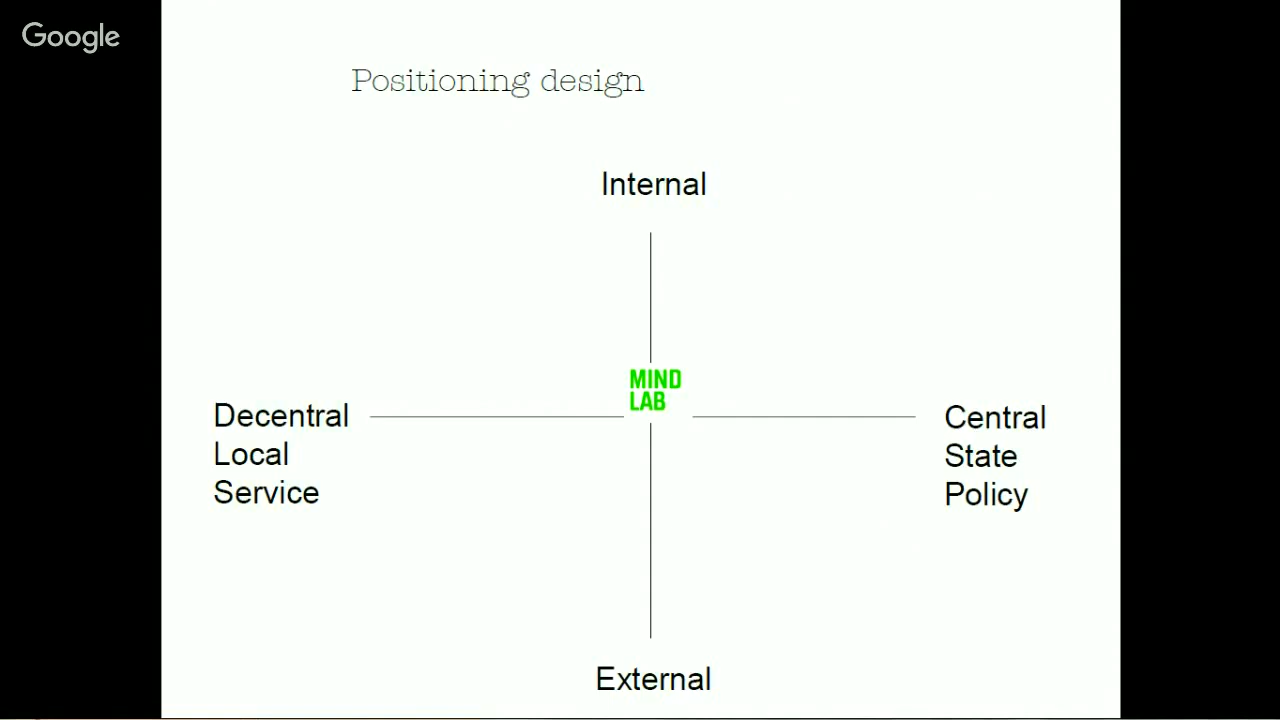 Google
Positioning design
Internal
MIND
LAB
Decentral
Local
Service
Central
State
Policy
External